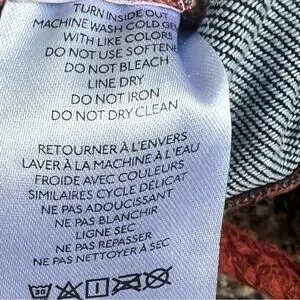 TURN INSIDE OUT
MACHINE WASH COLD GEN
WITH LIKE COLORS
DO NOT USE SOFTENE
DO NOT BLEACH
LINE DRY
DO NOT IRON
DO NOT DRY CLEAN
RETOURNER À L'ENVERS
LAVER À LA MACHINE À L'EAU
FROIDE AVEC COULEURS
SIMILAIRES CYCLE DÉLICAT
NE PAS ADOUCISSANT
NE PAS BLANCHIR
LIGNE SEC
NE PAS REPASSER
NE PAS NETTOYER À SEC
30